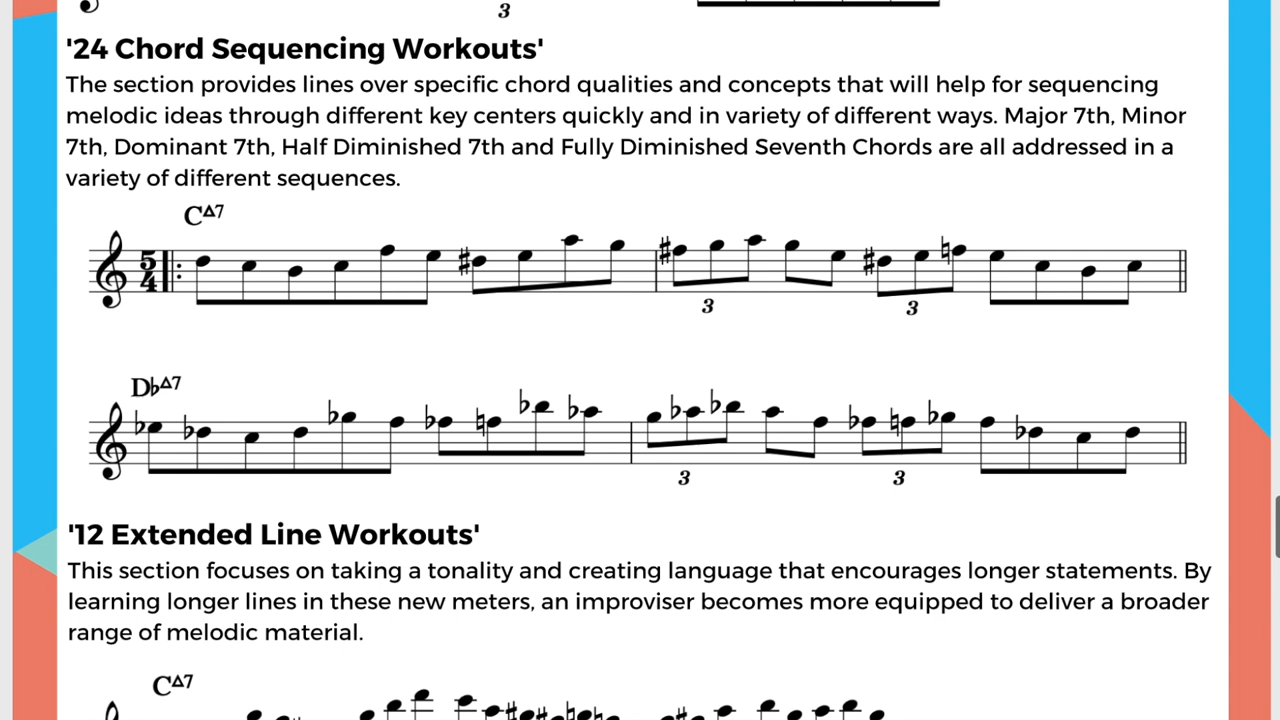 3
'24 Chord Sequencing Workouts'
The section provides lines over specific chord qualities and concepts that will help for sequencing
melodic ideas through different key centers quickly and in variety of different ways. Major 7th, Minor
7th, Dominant 7th, Half Diminished 7th and Fully Diminished Seventh Chords are all addressed in a
variety of different sequences.
C△7
5
4
3 3
D♭△7
3 3
'12 Extended Line Workouts'
This section focuses on taking a tonality and creating language that encourages longer statements. By
learning longer lines in these new meters, an improviser becomes more equipped to deliver a broader
range of melodic material.
C△7